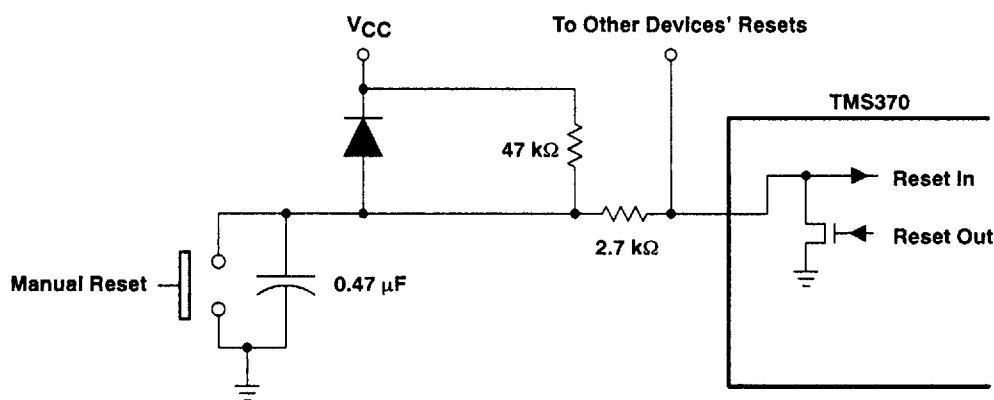 VCC
To Other Devices' Resets
TMS370
47 kΩ
Reset In
2.7 kΩ
Reset Out
Manual Reset
0.47 μF